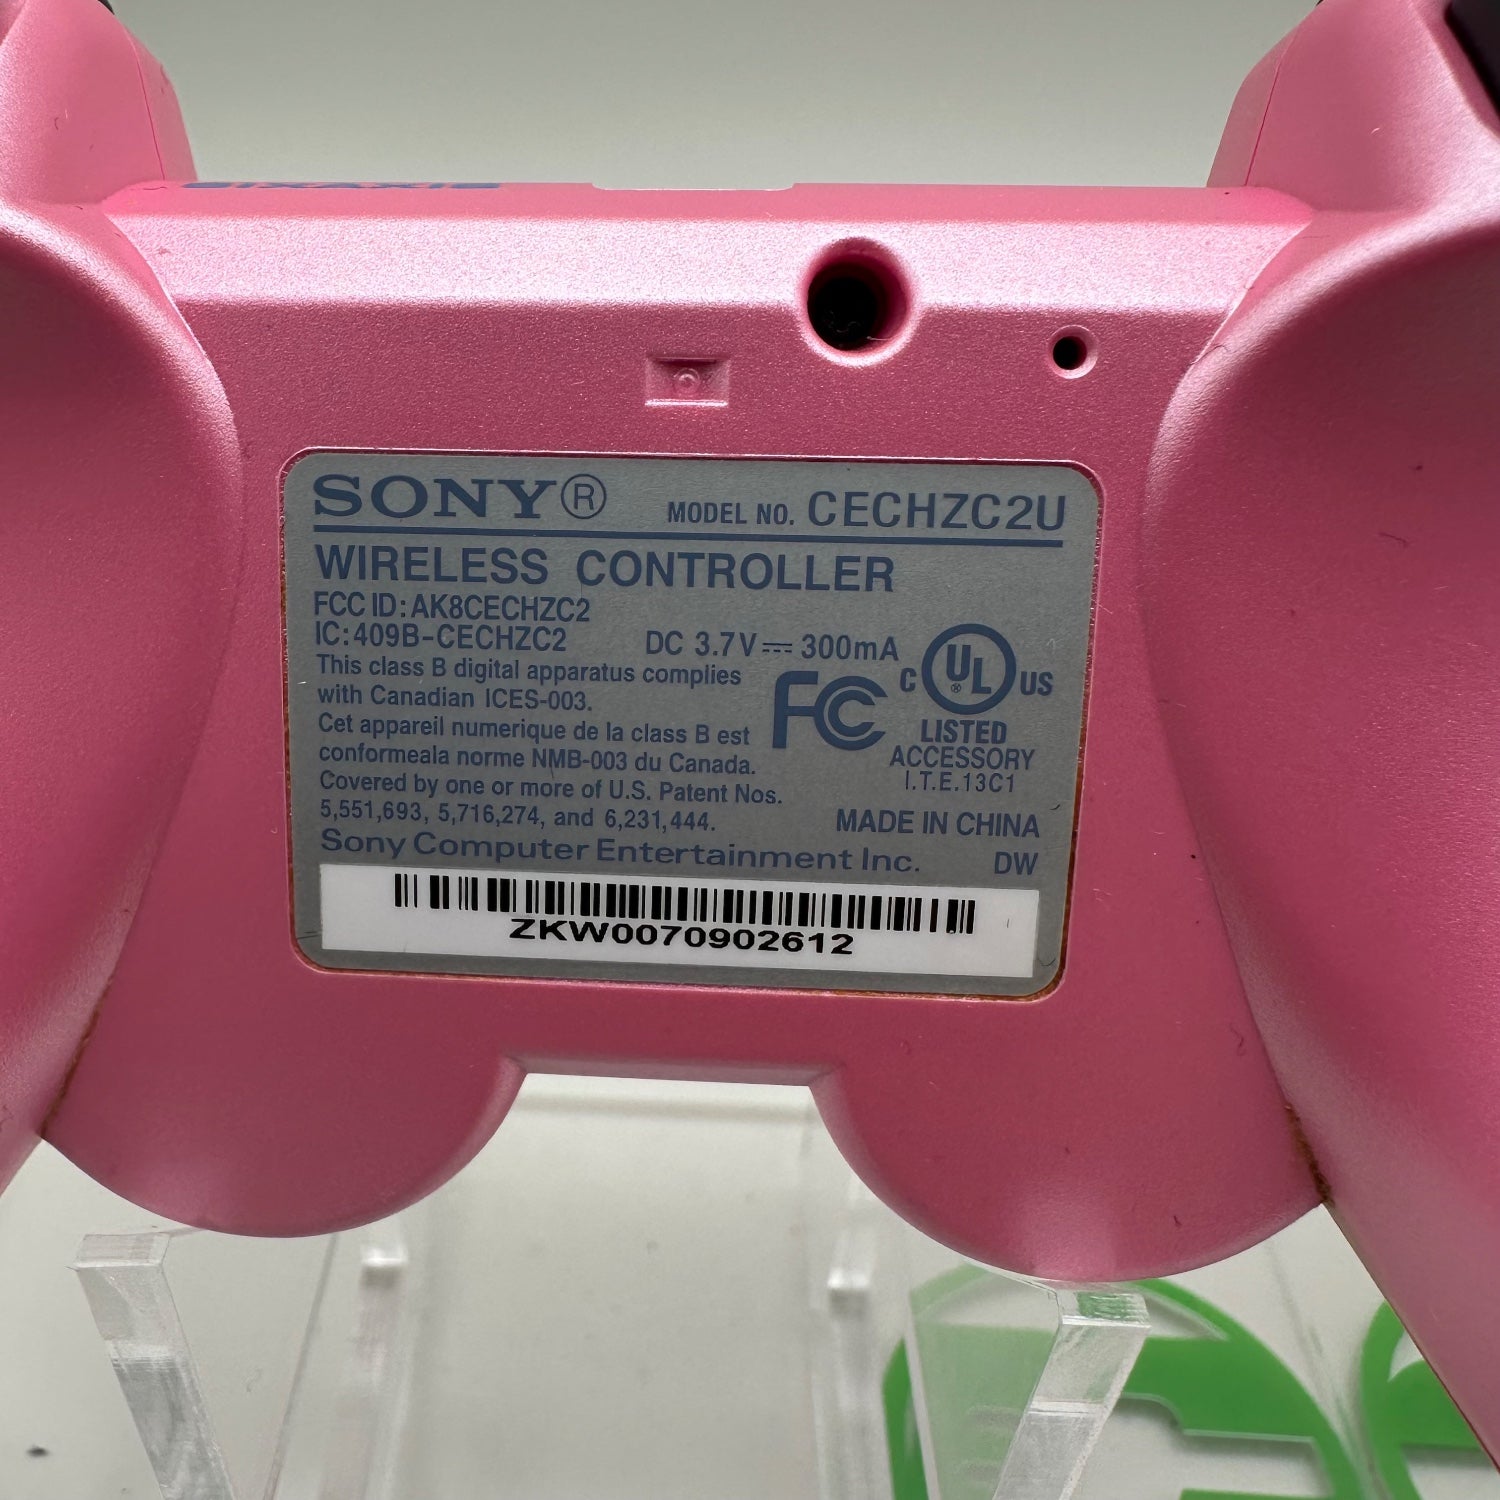 SIXAXIS
SONY®
MODEL NO. CECHZC2U
WIRELESS CONTROLLER
FCC ID: AK8CECHZC2
IC: 409B-CECHZC2
DC 3.7V⎓300mA
This class B digital apparatus complies
with Canadian ICES-003.
Cet appareil numerique de la class B est
conformeala norme NMB-003 du Canada.
Covered by one or more of U.S. Patent Nos.
5,551,693, 5,716,274, and 6,231,444.
Sony Computer Entertainment Inc.
FC
C UL ® US
LISTED
ACCESSORY
I.T.E.13C1
MADE IN CHINA
DW
ZKW0070902612